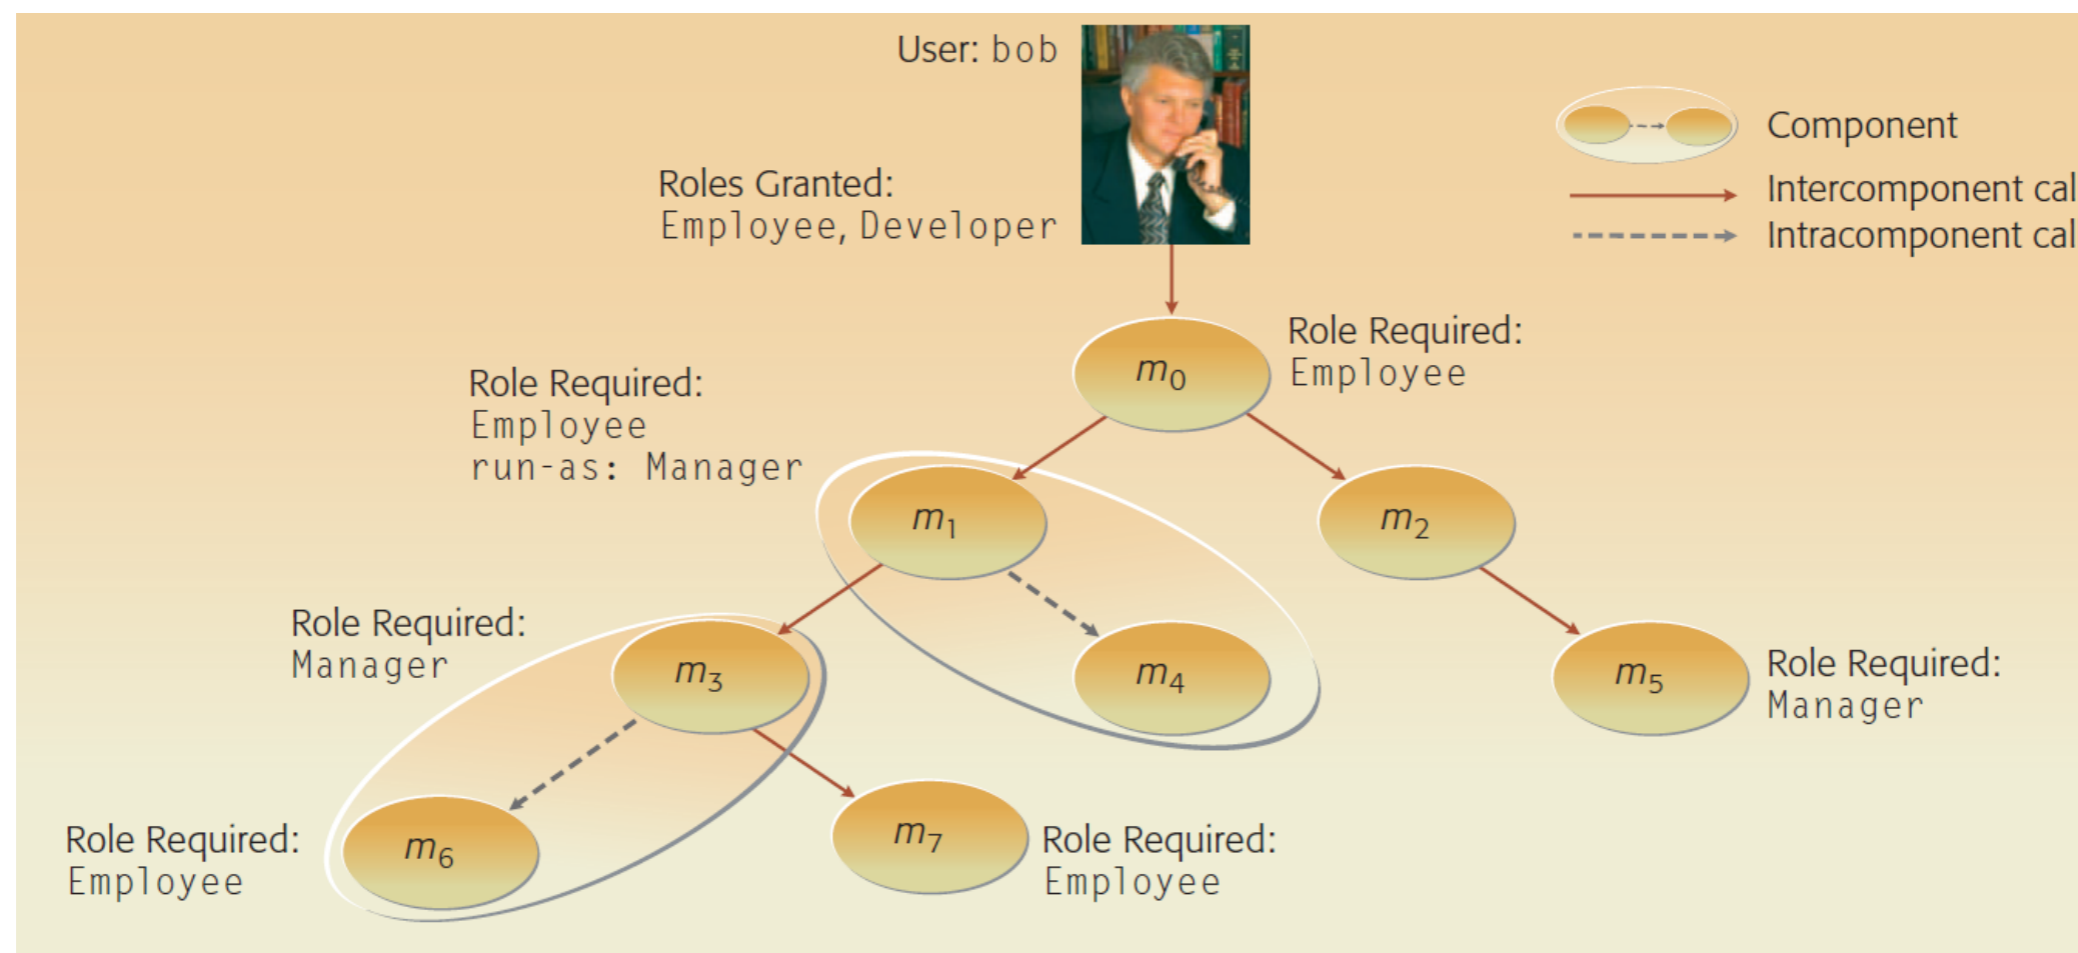 User: bob
Roles Granted:
Employee, Developer
Component
Intercomponent cal
Intracomponent cal
m0
Role Required:
Employee
Role Required:
Employee
run-as: Manager
m1
m2
Role Required:
Manager
m3
m4
m5
Role Required:
Manager
Role Required:
Employee
m6
m7
Role Required:
Employee